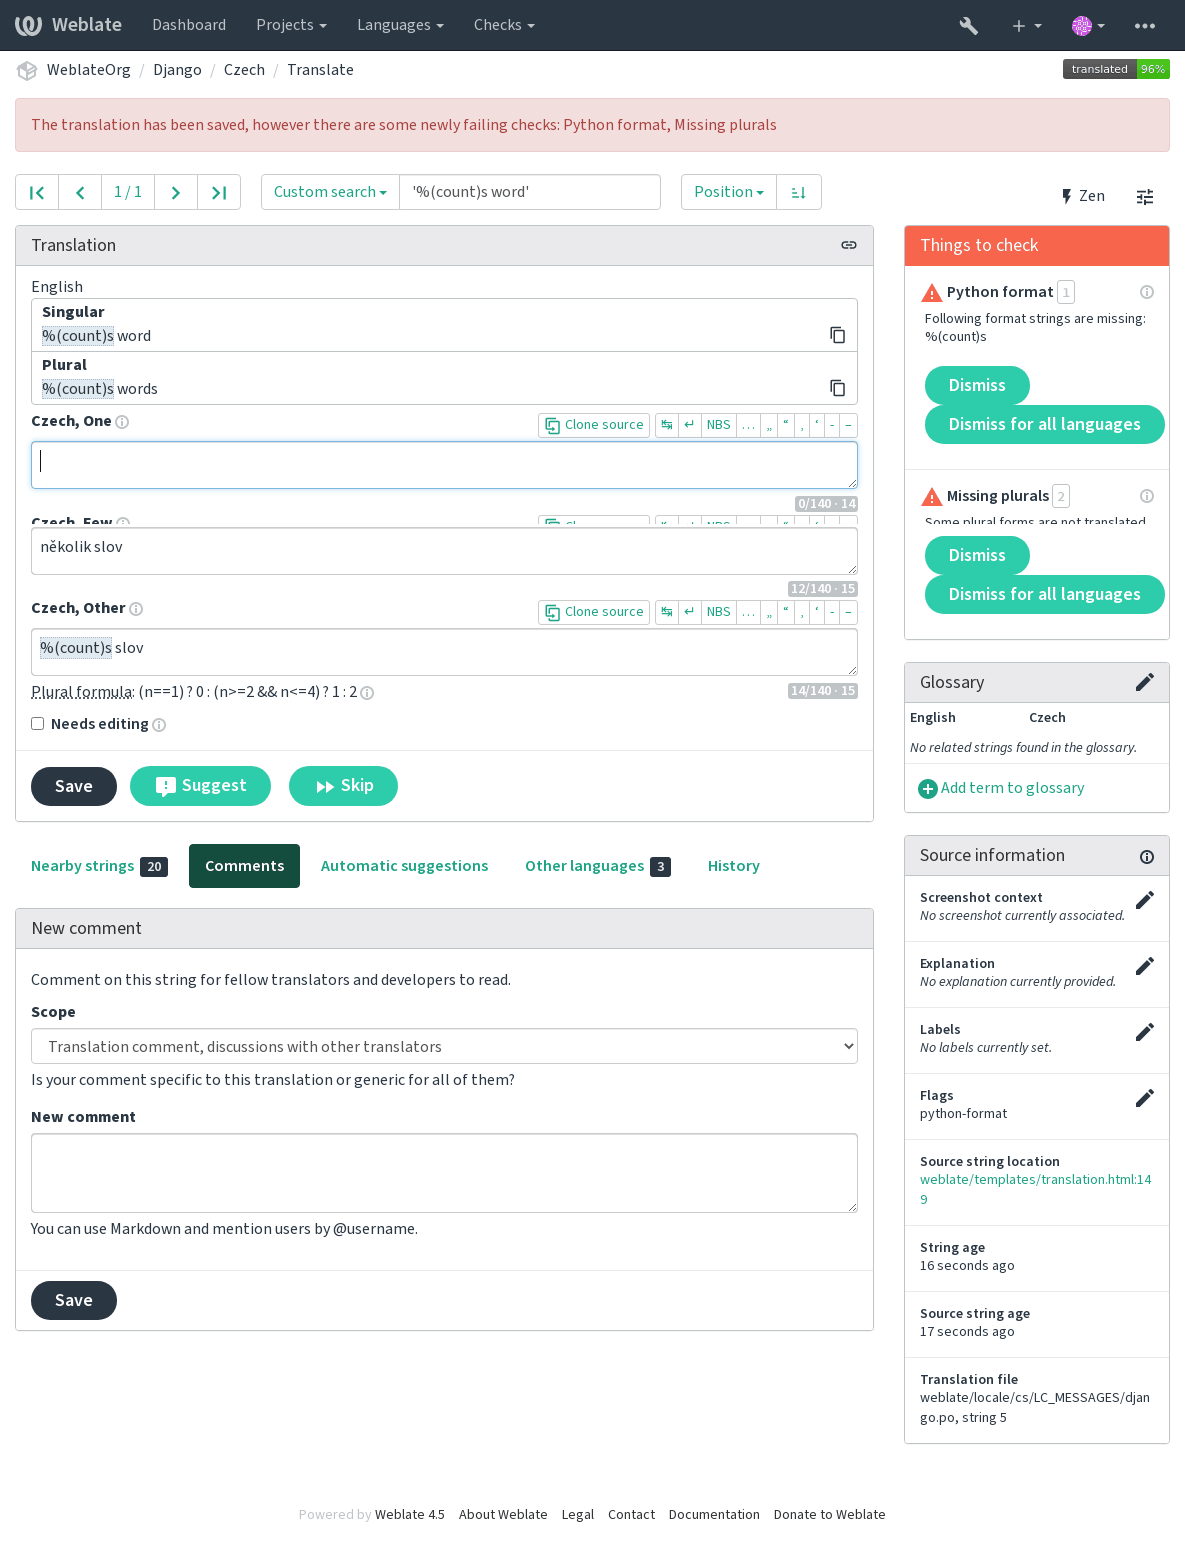 Weblate Dashboard Projects Languages Checks
WeblateOrg / Django / Czech / Translate translated 96%
The translation has been saved, however there are some newly failing checks: Python format, Missing plurals
1 / 1 Custom search '%(count)s word' Position Zen
Translation
English
Singular
%(count)s word
Plural
%(count)s words
Czech, One Clone source ↹ ↵ NBS … „ “ ‚ ‘ - –
0/140 · 14
Czech, Few Clone source ↹ ↵ NBS … „ “ ‚ ‘ - –
několik slov
12/140 · 15
Czech, Other Clone source ↹ ↵ NBS … „ “ ‚ ‘ - –
%(count)s slov
Plural formula: (n==1) ? 0 : (n>=2 && n<=4) ? 1 : 2 14/140 · 15
Needs editing
Save Suggest Skip
Nearby strings 20 Comments Automatic suggestions Other languages 3 History
New comment
Comment on this string for fellow translators and developers to read.
Scope
Translation comment, discussions with other translators
Is your comment specific to this translation or generic for all of them?
New comment
You can use Markdown and mention users by @username.
Save
Things to check
Python format 1
Following format strings are missing:
%(count)s
Dismiss
Dismiss for all languages
Missing plurals 2
Some plural forms are not translated
Dismiss
Dismiss for all languages
Glossary
English Czech
No related strings found in the glossary.
Add term to glossary
Source information
Screenshot context
No screenshot currently associated.
Explanation
No explanation currently provided.
Labels
No labels currently set.
Flags
python-format
Source string location
weblate/templates/translation.html:14
9
String age
16 seconds ago
Source string age
17 seconds ago
Translation file
weblate/locale/cs/LC_MESSAGES/djan
go.po, string 5
Powered by Weblate 4.5 About Weblate Legal Contact Documentation Donate to Weblate